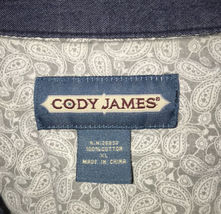 CODY JAMES®
100% COTTON
XL
MADE IN CHINA